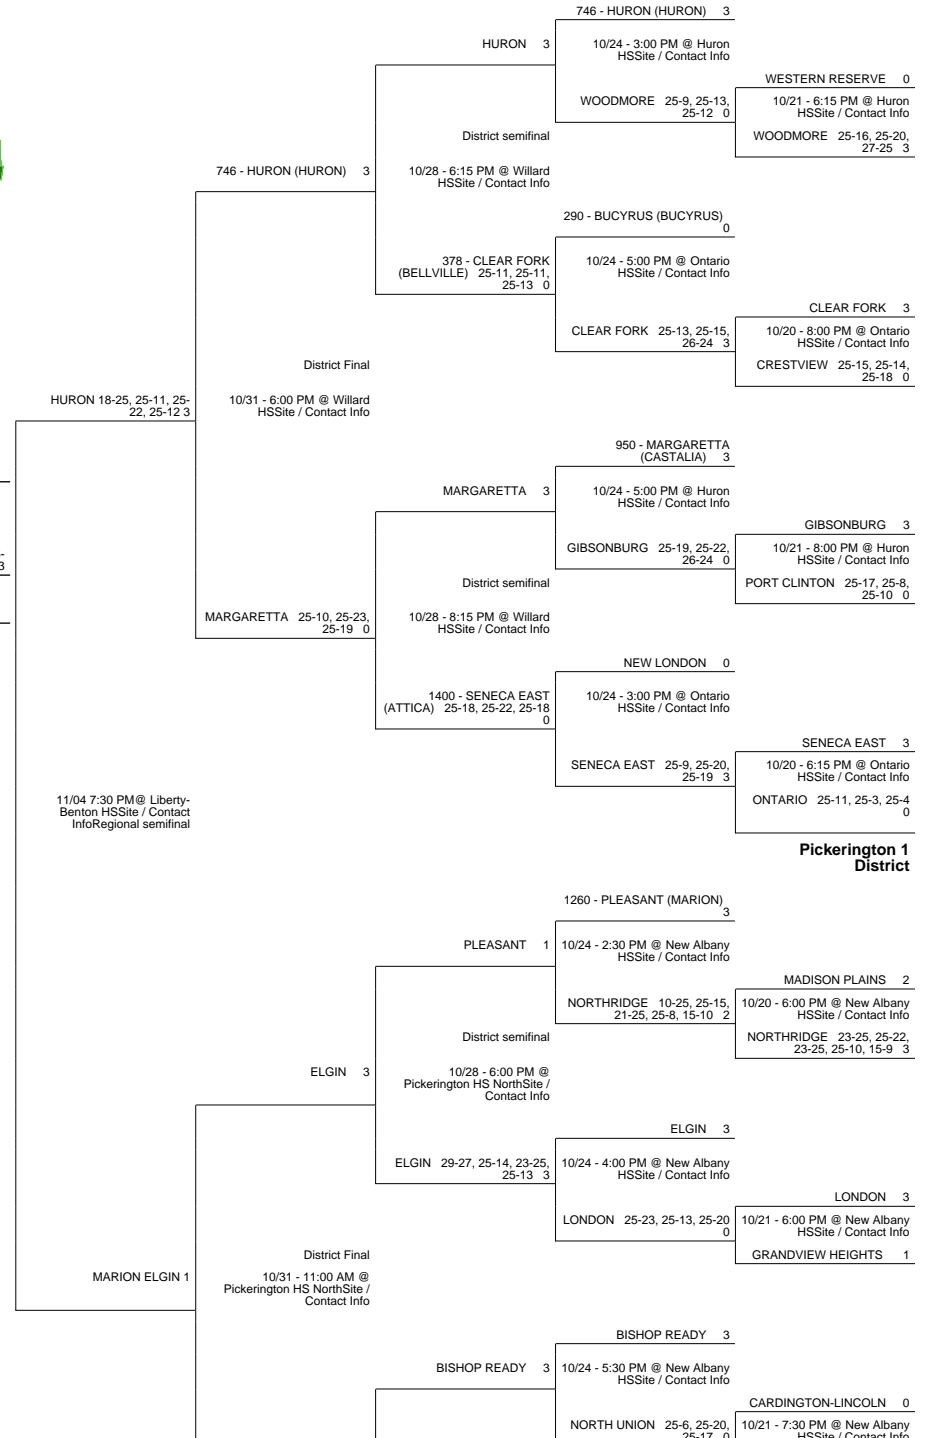 746 - HURON (HURON) 3
HURON 3
10/24 - 3:00 PM @ Huron
HSSite / Contact Info
WESTERN RESERVE 0
WOODMORE 25-9, 25-13,
25-12 0
10/21 - 6:15 PM @ Huron
HSSite / Contact Info
District semifinal
WOODMORE 25-16, 25-20,
27-25 3
746 - HURON (HURON) 3
10/28 - 6:15 PM @ Willard
HSSite / Contact Info
290 - BUCYRUS (BUCYRUS)
0
378 - CLEAR FORK
(BELLVILLE) 25-11, 25-11,
25-13 0
10/24 - 5:00 PM @ Ontario
HSSite / Contact Info
CLEAR FORK 3
CLEAR FORK 25-13, 25-15,
26-24 3
10/20 - 8:00 PM @ Ontario
HSSite / Contact Info
District Final
CRESTVIEW 25-15, 25-14,
25-18 0
HURON 18-25, 25-11, 25-
22, 25-12 3
10/31 - 6:00 PM @ Willard
HSSite / Contact Info
950 - MARGARETTA
(CASTALIA) 3
MARGARETTA 3
10/24 - 5:00 PM @ Huron
HSSite / Contact Info
GIBSONBURG 3
GIBSONBURG 25-19, 25-22,
26-24 0
10/21 - 8:00 PM @ Huron
HSSite / Contact Info
-
3
District semifinal
PORT CLINTON 25-17, 25-8,
25-10 0
MARGARETTA 25-10, 25-23,
25-19 0
10/28 - 8:15 PM @ Willard
HSSite / Contact Info
NEW LONDON 0
1400 - SENECA EAST
(ATTICA) 25-18, 25-22, 25-18
0
10/24 - 3:00 PM @ Ontario
HSSite / Contact Info
SENECA EAST 3
SENECA EAST 25-9, 25-20,
25-19 3
10/20 - 6:15 PM @ Ontario
HSSite / Contact Info
11/04 7:30 PM@ Liberty-
Benton HSSite / Contact
InfoRegional semifinal
ONTARIO 25-11, 25-3, 25-4
0
Pickerington 1
District
1260 - PLEASANT (MARION)
3
PLEASANT 1
10/24 - 2:30 PM @ New Albany
HSSite / Contact Info
MADISON PLAINS 2
NORTHRIDGE 10-25, 25-15,
21-25, 25-8, 15-10 2
10/20 - 6:00 PM @ New Albany
HSSite / Contact Info
District semifinal
NORTHRIDGE 23-25, 25-22,
23-25, 25-10, 15-9 3
ELGIN 3
10/28 - 6:00 PM @
Pickerington HS NorthSite /
Contact Info
ELGIN 3
ELGIN 29-27, 25-14, 23-25,
25-13 3
10/24 - 4:00 PM @ New Albany
HSSite / Contact Info
LONDON 3
LONDON 25-23, 25-13, 25-20
0
10/21 - 6:00 PM @ New Albany
HSSite / Contact Info
District Final
GRANDVIEW HEIGHTS 1
MARION ELGIN 1
10/31 - 11:00 AM @
Pickerington HS NorthSite /
Contact Info
BISHOP READY 3
BISHOP READY 3
10/24 - 5:30 PM @ New Albany
HSSite / Contact Info
CARDINGTON-LINCOLN 0
NORTH UNION 25-6, 25-20,
25-17 0
10/21 - 7:30 PM @ New Albany
HSSite / Contact Info